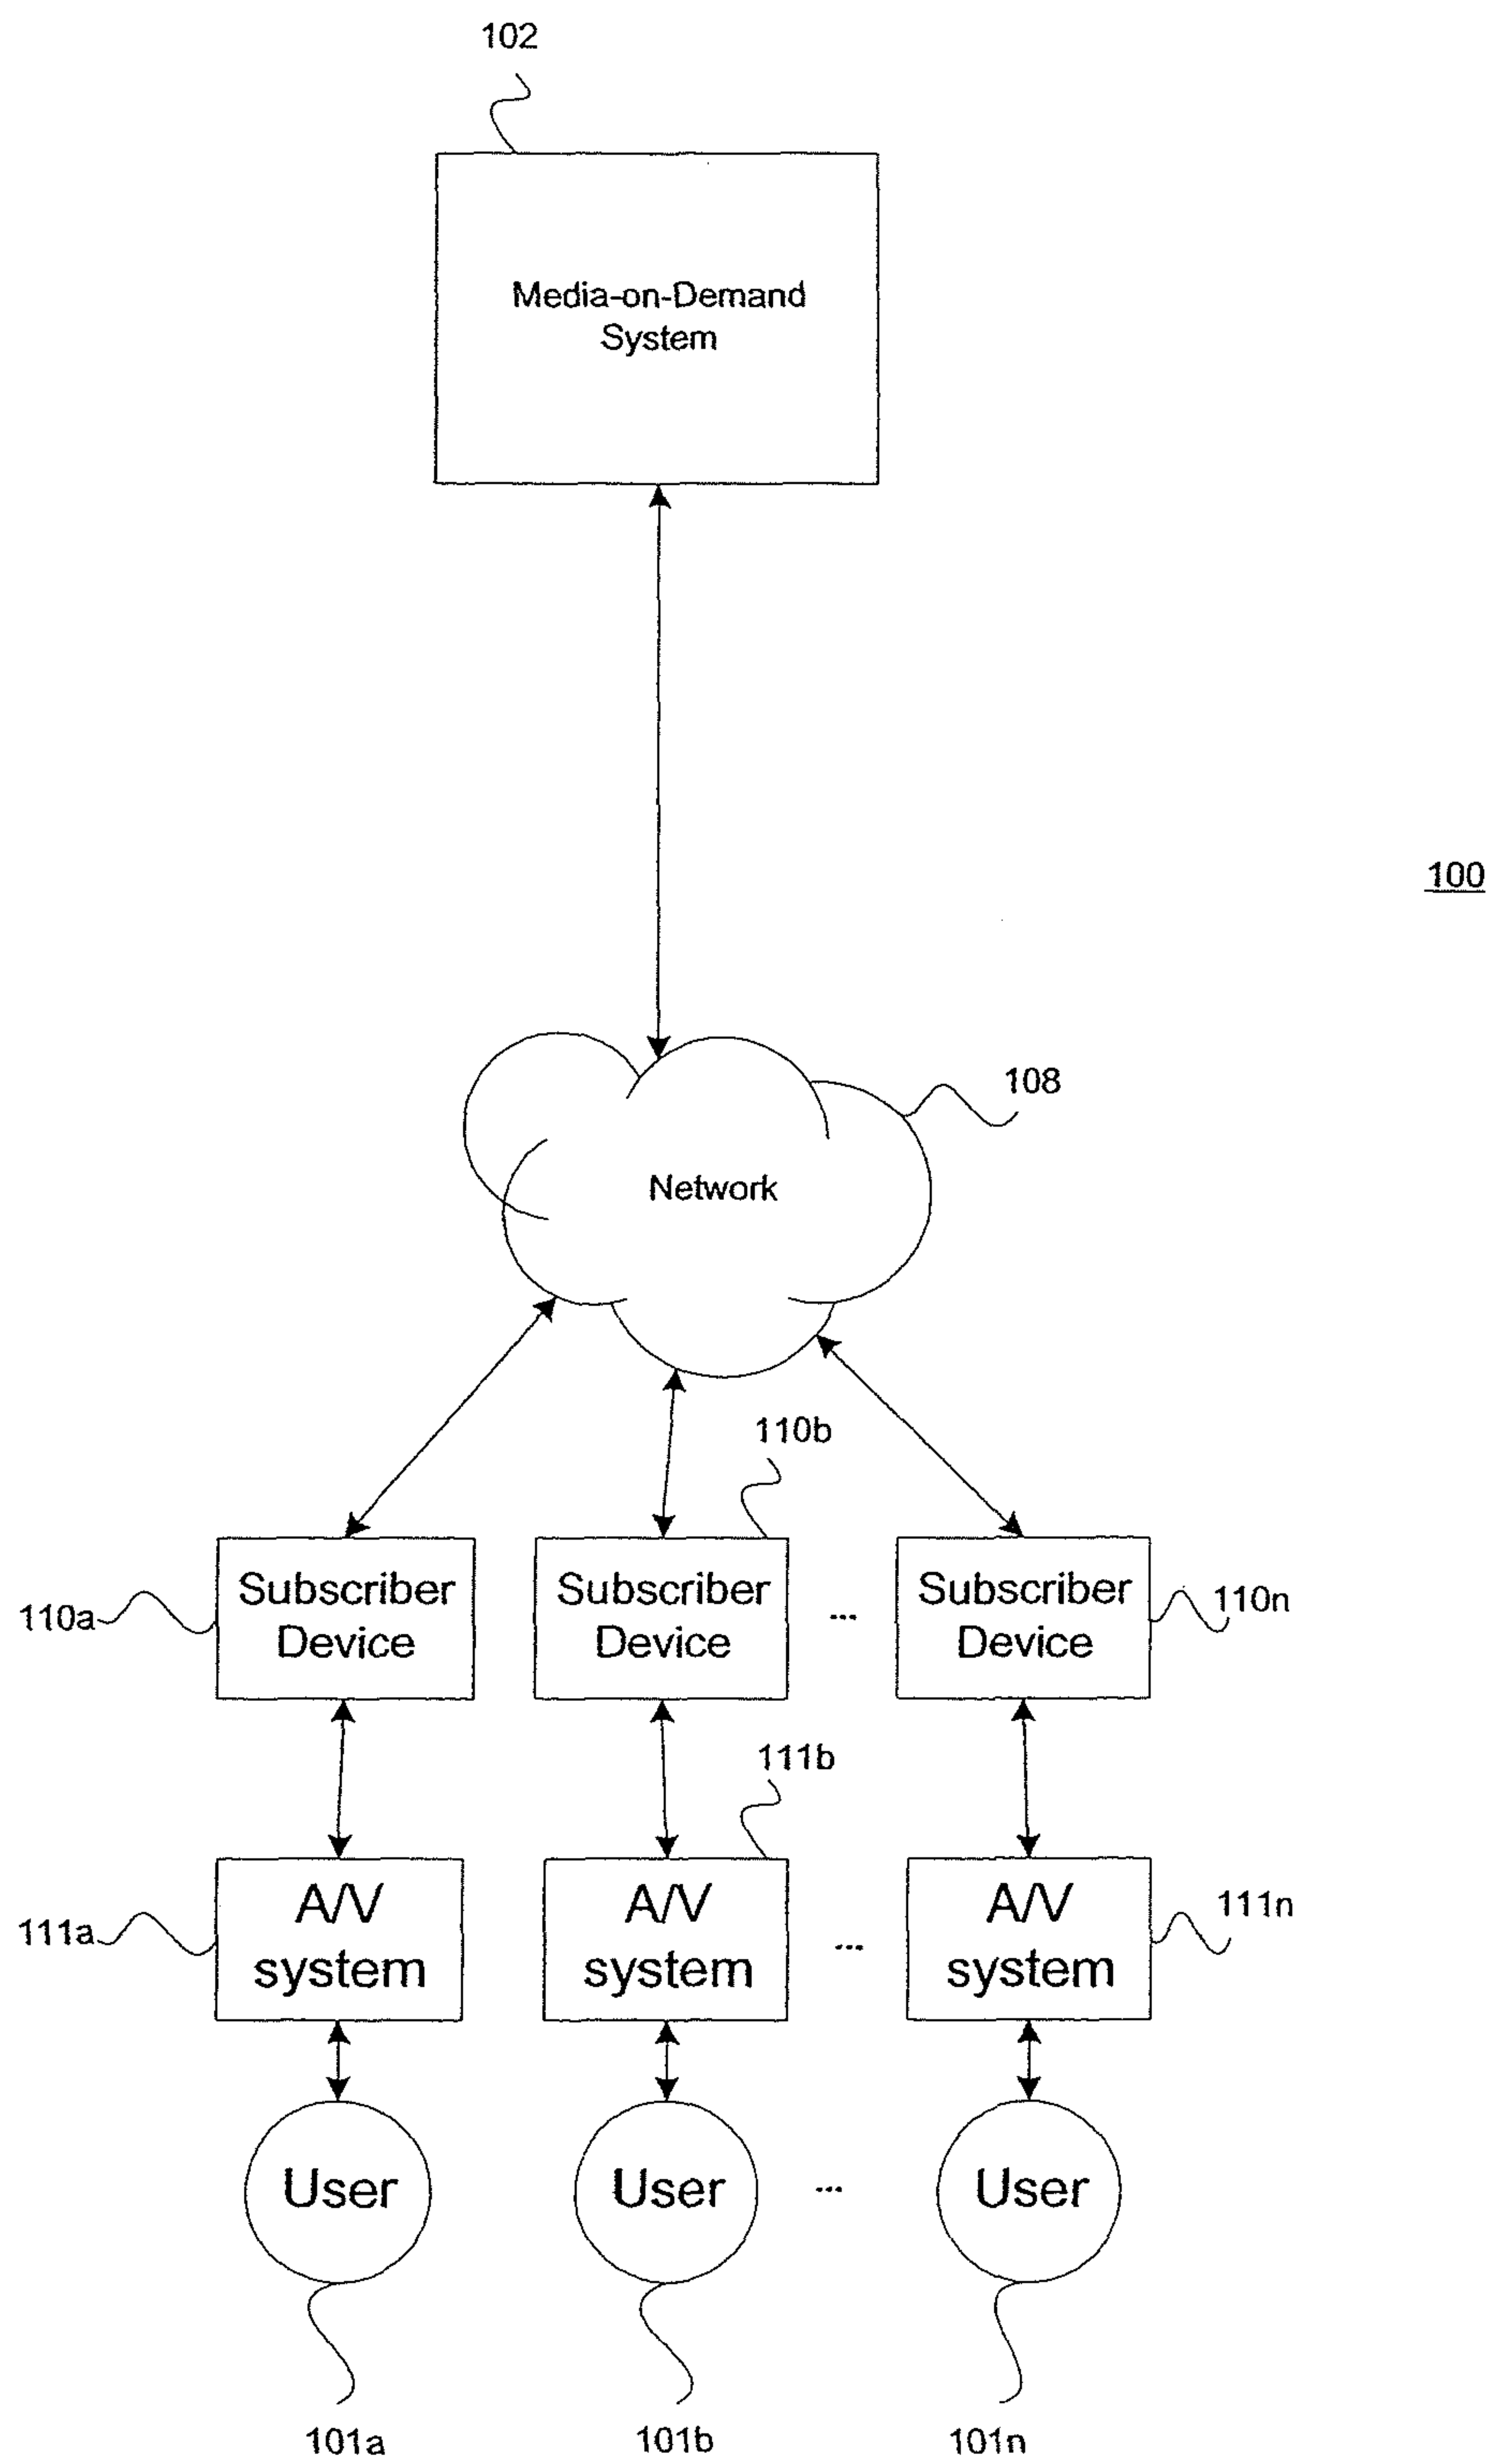 102
Media-on-Demand
System
100
108
Network
110b
Subscriber
Device
Subscriber
Device
...
Subscriber
Device
110a
110n
111b
A/V
system
A/V
system
...
A/V
system
111a
111n
User
User
...
User
101a
101b
101n